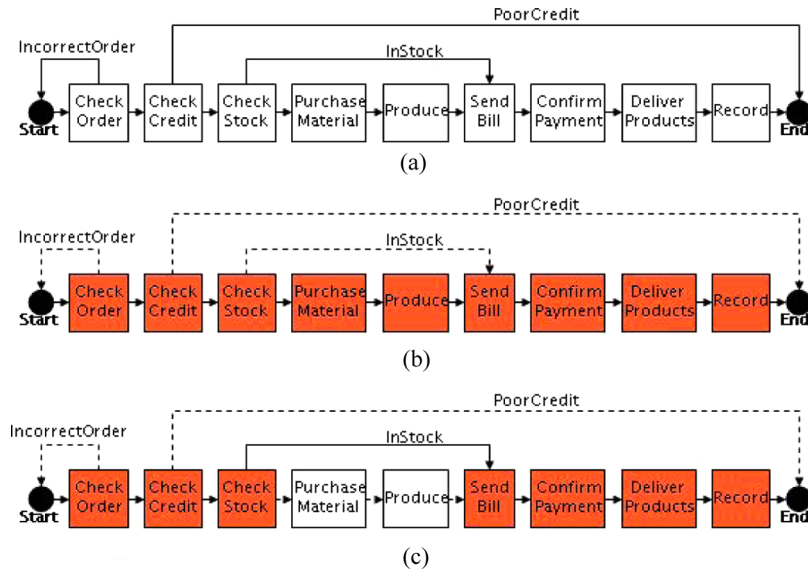 PoorCredit
IncorrectOrder
InStock
Check Order
Check Credit
Check Stock
Purchase Material
Produce
Send Bill
Confirm Payment
Deliver Products
Record
Start
End
(a)
PoorCredit
IncorrectOrder
InStock
Check Order
Check Credit
Check Stock
Purchase Material
Produce
Send Bill
Confirm Payment
Deliver Products
Record
Start
End
(b)
PoorCredit
IncorrectOrder
InStock
Check Order
Check Credit
Check Stock
Purchase Material
Produce
Send Bill
Confirm Payment
Deliver Products
Record
Start
End
(c)